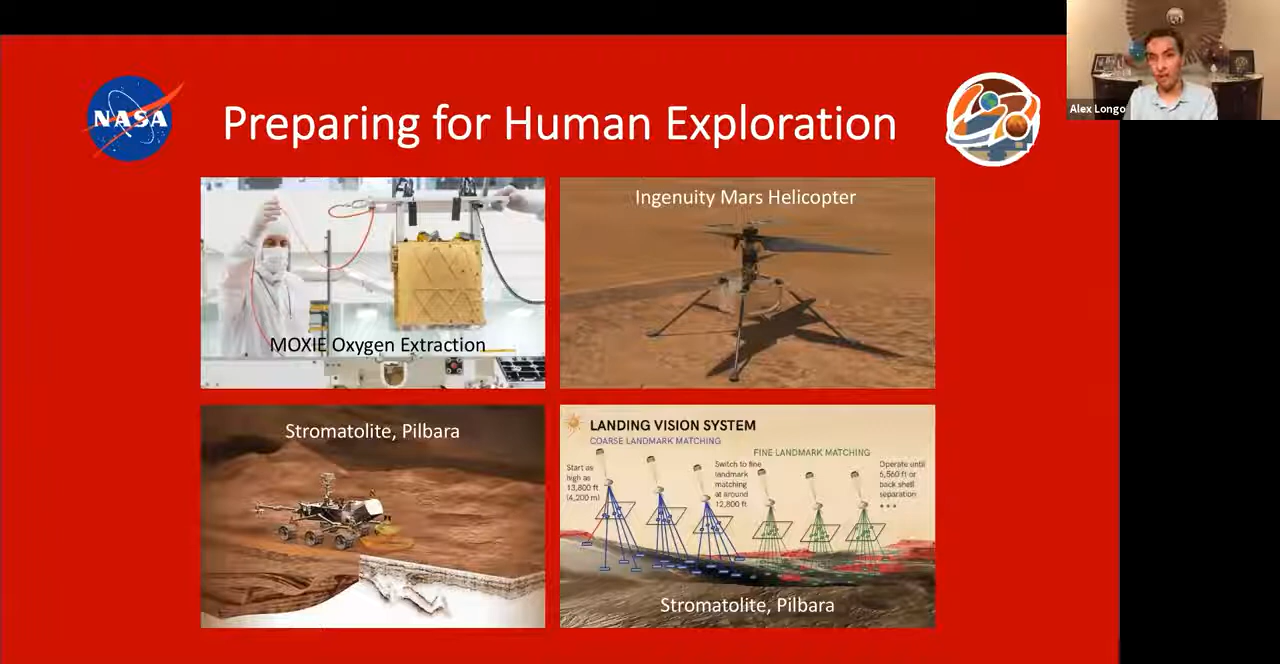 Alex Longo
NASA
Preparing for Human Exploration
MOXIE Oxygen Extraction
Ingenuity Mars Helicopter
Stromatolite, Pilbara
LANDING VISION SYSTEM
COARSE LANDMARK MATCHING
FINE LANDMARK MATCHING
Start as
high as
13,800 ft
(4,200 m)
Switch to fine
landmark
matching
at around
12,800 ft
Operate until
6,560 ft or
back shell
separation
Stromatolite, Pilbara